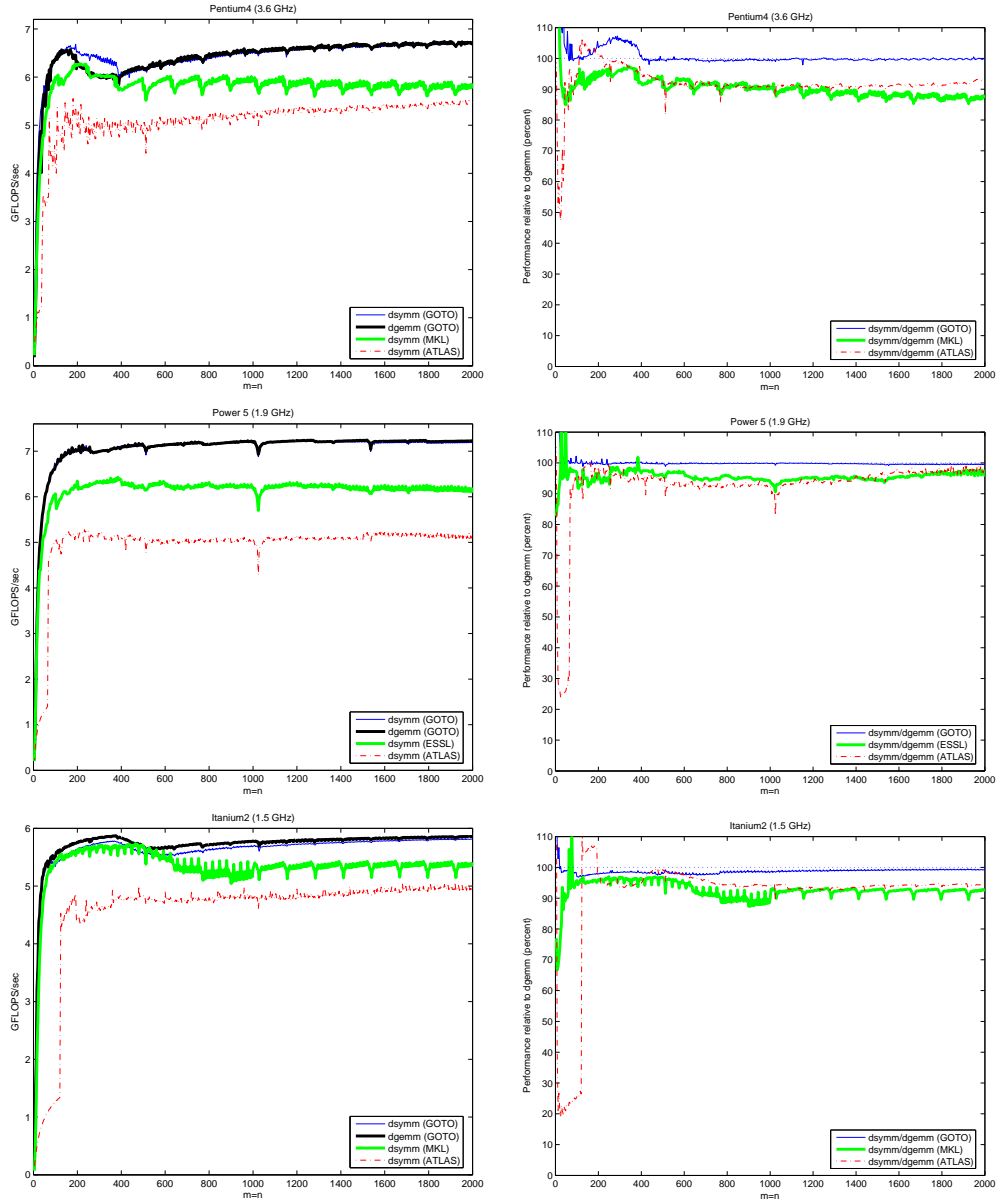 Pentium4 (3.6 GHz)
GFLOPS/sec
7
6
5
4
3
2
1
0
0 200 400 600 800 1000 1200 1400 1600 1800 2000
m=n
dsymm (GOTO)
dgemm (GOTO)
dsymm (MKL)
dsymm (ATLAS)
Pentium4 (3.6 GHz)
Performance relative to dgemm (percent)
110
100
90
80
70
60
50
40
30
20
10
0
0 200 400 600 800 1000 1200 1400 1600 1800 2000
m=n
dsymm/dgemm (GOTO)
dsymm/dgemm (MKL)
dsymm/dgemm (ATLAS)
Power 5 (1.9 GHz)
GFLOPS/sec
7
6
5
4
3
2
1
0
0 200 400 600 800 1000 1200 1400 1600 1800 2000
m=n
dsymm (GOTO)
dgemm (GOTO)
dsymm (ESSL)
dsymm (ATLAS)
Power 5 (1.9 GHz)
Performance relative to dgemm (percent)
110
100
90
80
70
60
50
40
30
20
10
0
0 200 400 600 800 1000 1200 1400 1600 1800 2000
m=n
dsymm/dgemm (GOTO)
dsymm/dgemm (ESSL)
dsymm/dgemm (ATLAS)
Itanium2 (1.5 GHz)
GFLOPS/sec
6
5
4
3
2
1
0
0 200 400 600 800 1000 1200 1400 1600 1800 2000
m=n
dsymm (GOTO)
dgemm (GOTO)
dsymm (MKL)
dsymm (ATLAS)
Itanium2 (1.5 GHz)
Performance relative to dgemm (percent)
110
100
90
80
70
60
50
40
30
20
10
0
0 200 400 600 800 1000 1200 1400 1600 1800 2000
m=n
dsymm/dgemm (GOTO)
dsymm/dgemm (MKL)
dsymm/dgemm (ATLAS)